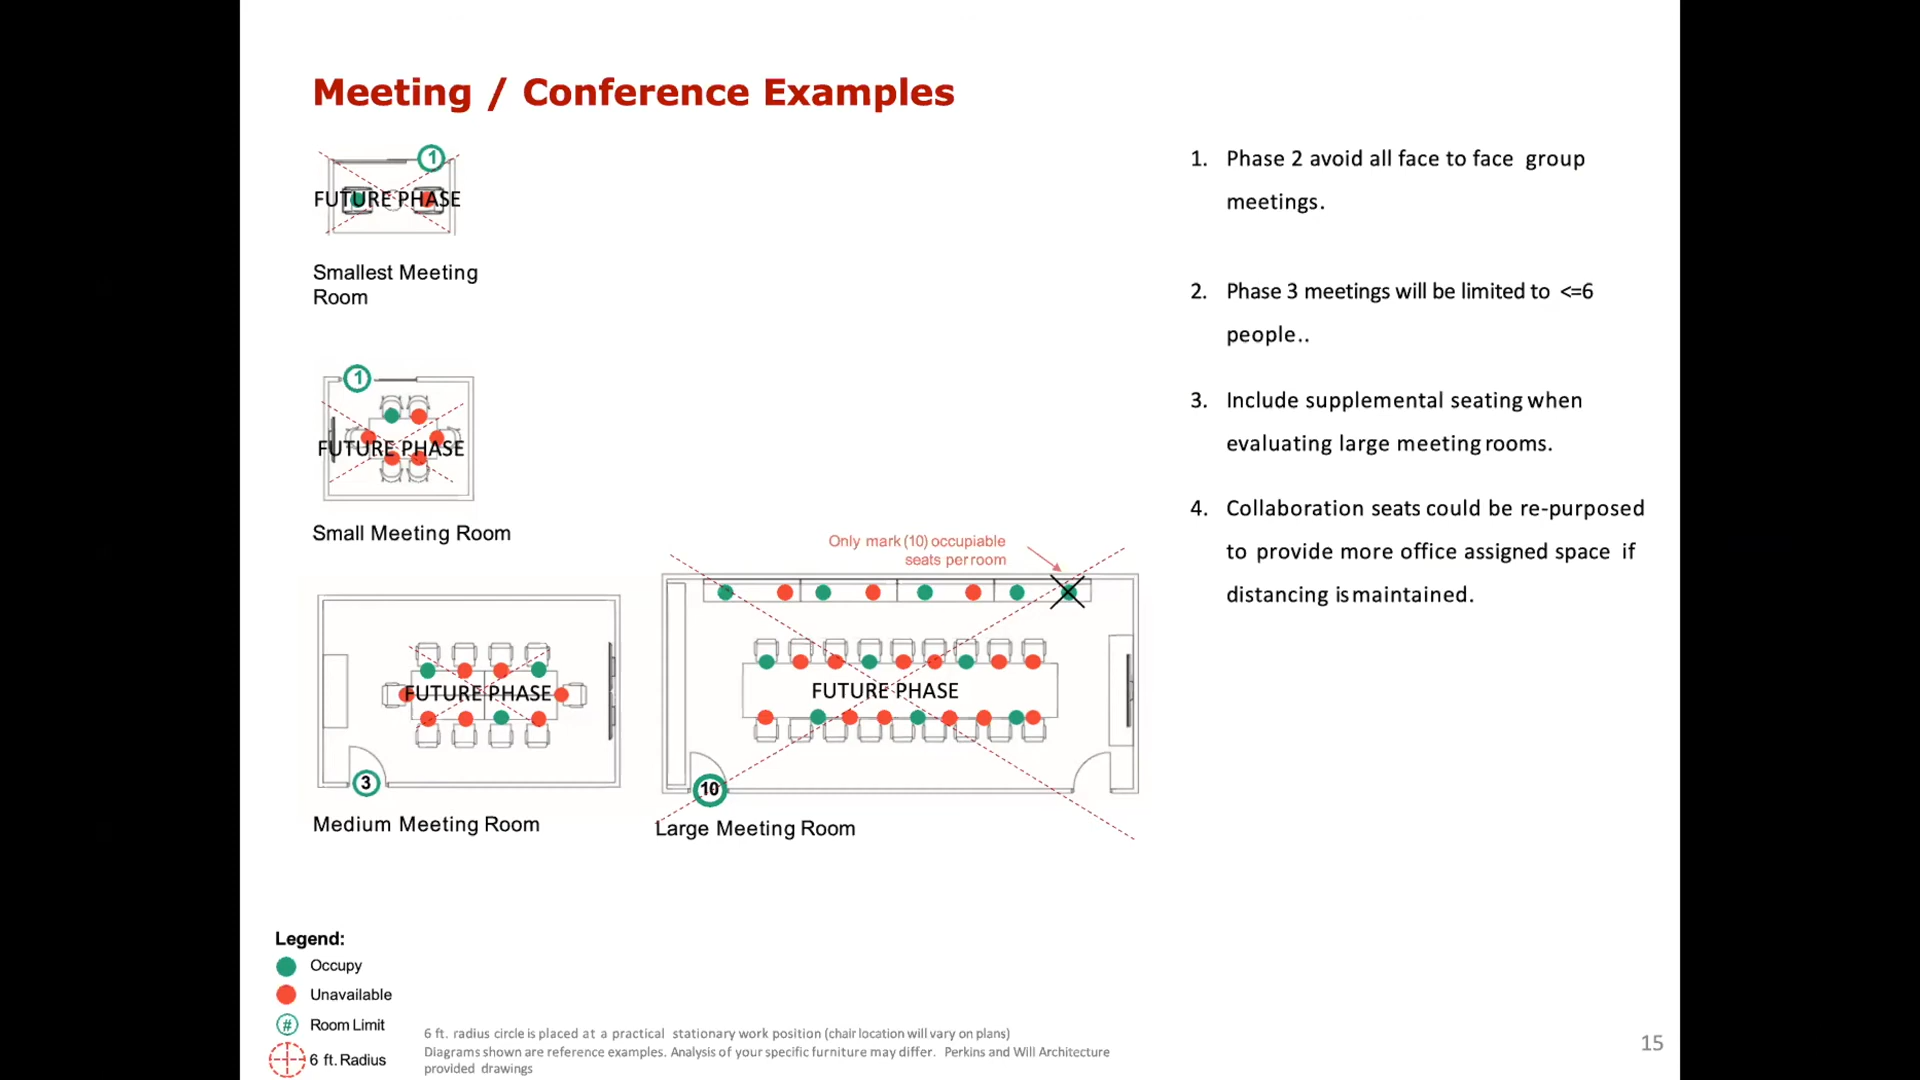 Meeting / Conference Examples
1
FUTURE PHASE
Smallest Meeting
Room
1
FUTURE PHASE
Small Meeting Room
FUTURE PHASE
3
Medium Meeting Room
Only mark (10) occupiable
seats per room
FUTURE PHASE
10
Large Meeting Room
1. Phase 2 avoid all face to face group
meetings.
2. Phase 3 meetings will be limited to <=6
people..
3. Include supplemental seating when
evaluating large meeting rooms.
4. Collaboration seats could be re-purposed
to provide more office assigned space if
distancing is maintained.
Legend:
Occupy
Unavailable
# Room Limit
6 ft. Radius
6 ft. radius circle is placed at a practical stationary work position (chair location will vary on plans)
Diagrams shown are reference examples. Analysis of your specific furniture may differ. Perkins and Will Architecture
provided drawings
15